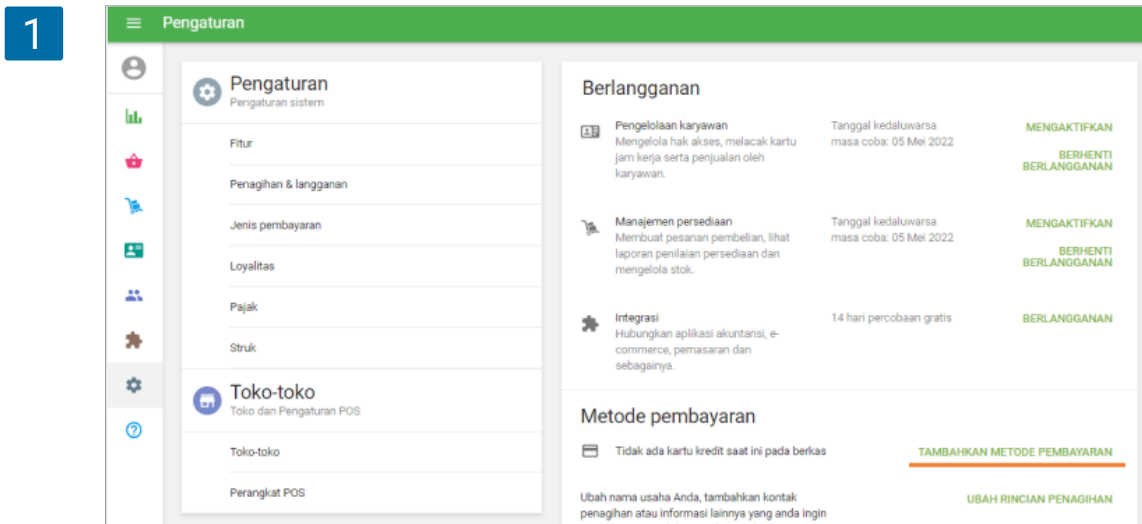 1
Pengaturan
Pengaturan
Pengaturan sistem
Fitur
Penagihan & langganan
Jenis pembayaran
Loyalitas
Pajak
Struk
Toko-toko
Toko dan Pengaturan POS
Toko-toko
Perangkat POS
Berlangganan
Pengelolaan karyawan
Mengelola hak akses, melacak kartu
jam kerja serta penjualan oleh
karyawan.
Tanggal kedaluwarsa
masa coba: 05 Mei 2022
MENGAKTIFKAN
BERHENTI
BERLANGGANAN
Manajemen persediaan
Membuat pesanan pembelian, lihat
laporan penilaian persediaan dan
mengelola stok.
Tanggal kedaluwarsa
masa coba: 05 Mei 2022
MENGAKTIFKAN
BERHENTI
BERLANGGANAN
Integrasi
Hubungkan aplikasi akuntansi, e-
commerce, pemasaran dan
sebagainya.
14 hari percobaan gratis
BERLANGGANAN
Metode pembayaran
Tidak ada kartu kredit saat ini pada berkas
TAMBAHKAN METODE PEMBAYARAN
Ubah nama usaha Anda, tambahkan kontak
penagihan atau informasi lainnya yang anda ingin
UBAH RINCIAN PENAGIHAN